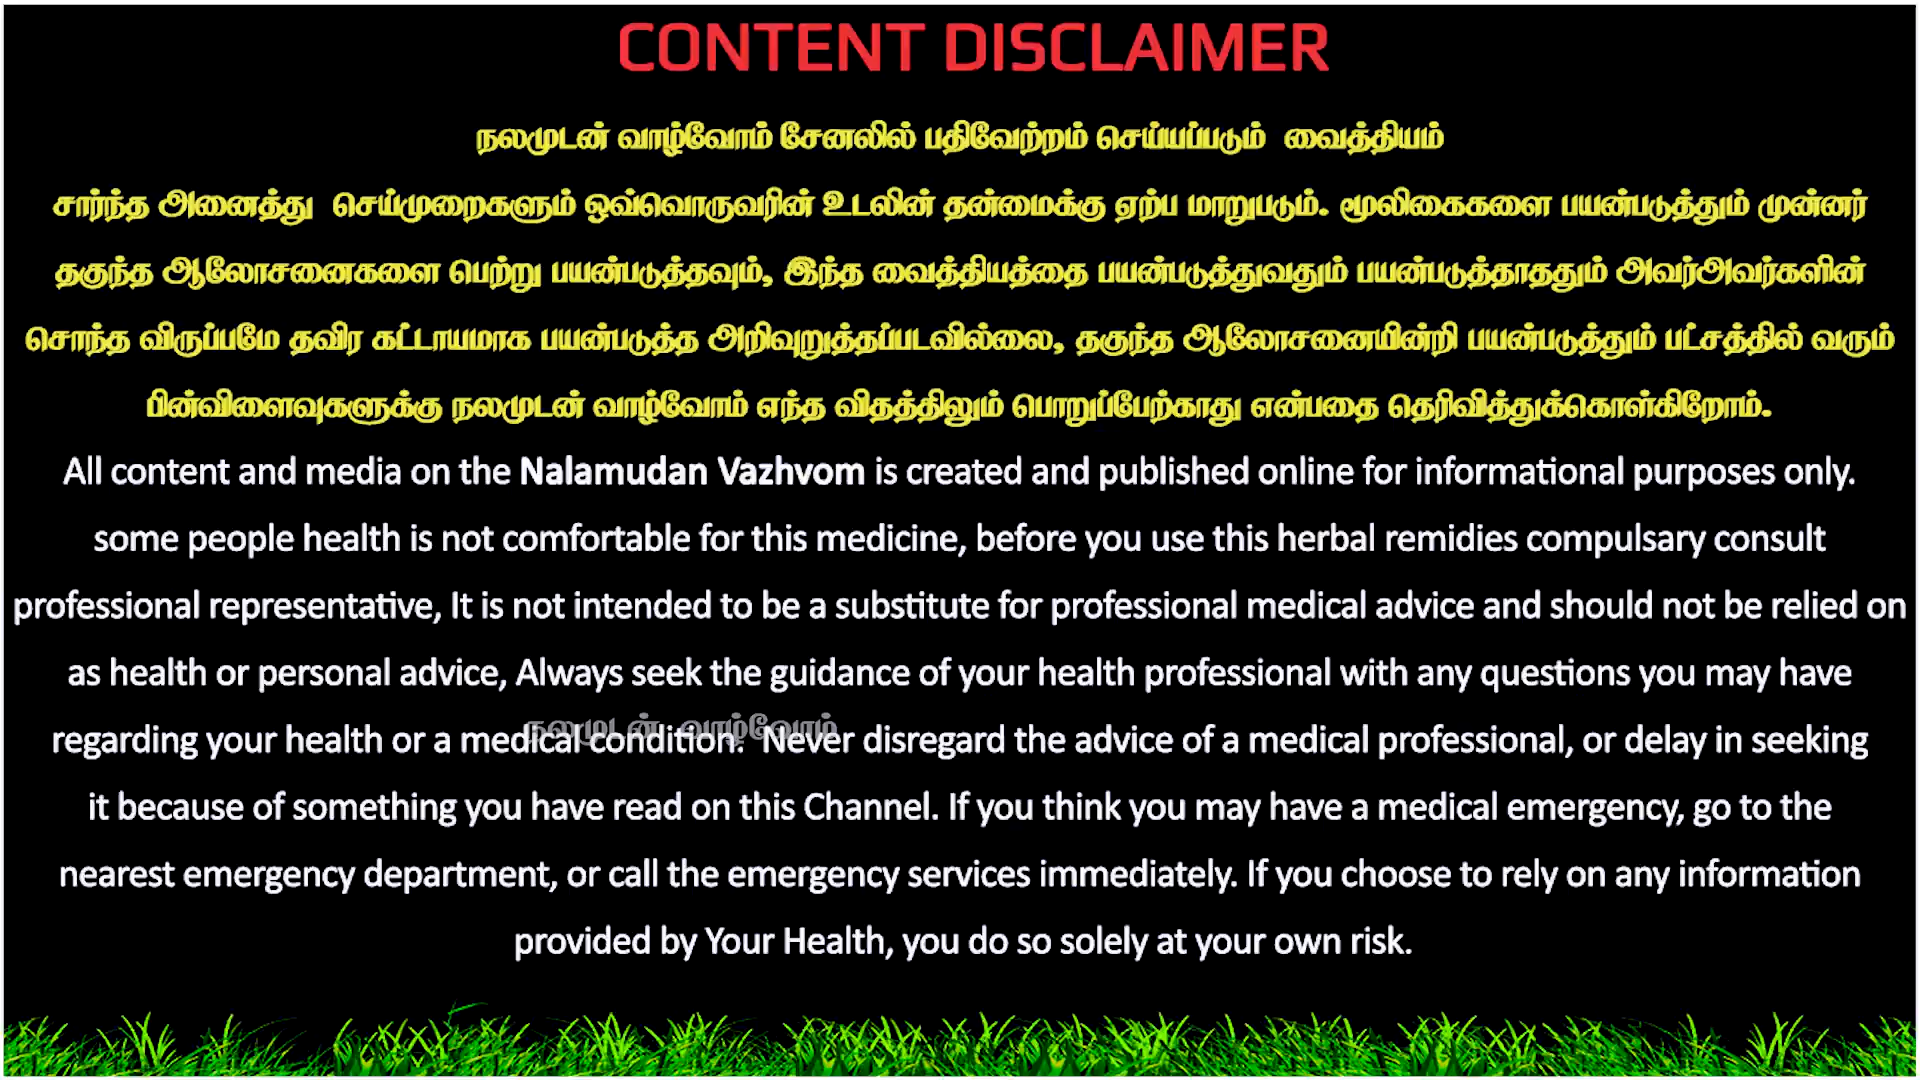 CONTENT DISCLAIMER
நலமுடன் வாழ்வோம் சேனலில் பதிவேற்றம் செய்யப்படும் வைத்தியம்
சார்ந்த அனைத்து செய்முறைகளும் ஒவ்வொருவரின் உடலின் தன்மைக்கு ஏற்ப மாறுபடும். மூலிகைகளை பயன்படுத்தும் முன்னர்
தகுந்த ஆலோசனைகளை பெற்று பயன்படுத்தவும், இந்த வைத்தியத்தை பயன்படுத்துவதும் பயன்படுத்தாததும் அவர்அவர்களின்
சொந்த விருப்பமே தவிர கட்டாயமாக பயன்படுத்த அறிவுறுத்தப்படவில்லை, தகுந்த ஆலோசனையின்றி பயன்படுத்தும் பட்சத்தில் வரும்
பின்விளைவுகளுக்கு நலமுடன் வாழ்வோம் எந்த விதத்திலும் பொறுப்பேற்காது என்பதை தெரிவித்துக்கொள்கிறோம்.
All content and media on the Nalamudan Vazhvom is created and published online for informational purposes only.
some people health is not comfortable for this medicine, before you use this herbal remidies compulsary consult
professional representative, It is not intended to be a substitute for professional medical advice and should not be relied on
as health or personal advice, Always seek the guidance of your health professional with any questions you may have
நலமுடன் வாழ்வோம்
regarding your health or a medical condition. Never disregard the advice of a medical professional, or delay in seeking
it because of something you have read on this Channel. If you think you may have a medical emergency, go to the
nearest emergency department, or call the emergency services immediately. If you choose to rely on any information
provided by Your Health, you do so solely at your own risk.